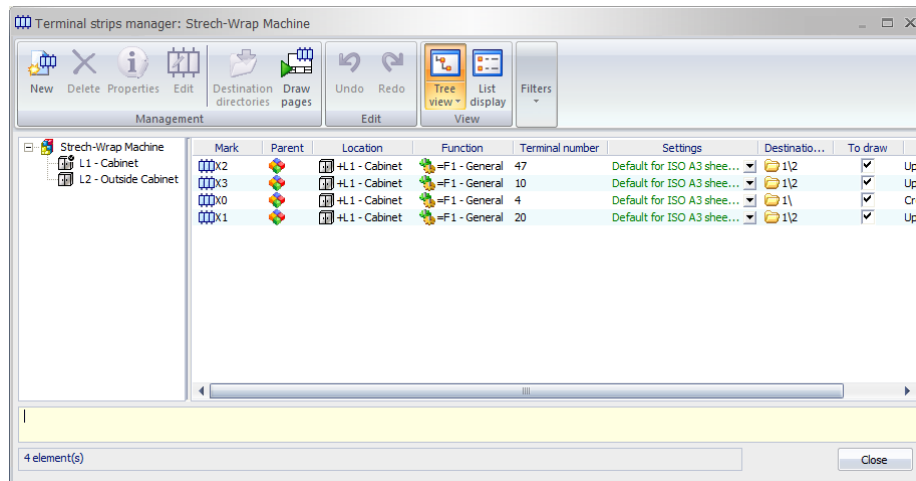 Terminal strips manager: Strech-Wrap Machine
New Delete Properties Edit Destination directories Draw pages Undo Redo Tree view List display Filters
Management Edit View
Strech-Wrap Machine
L1 - Cabinet
L2 - Outside Cabinet
Mark Parent Location Function Terminal number Settings Destinatio... To draw
X2 +L1 - Cabinet =F1 - General 47 Default for ISO A3 shee... 1\2 Up
X3 +L1 - Cabinet =F1 - General 10 Default for ISO A3 shee... 1\2 Up
X0 +L1 - Cabinet =F1 - General 4 Default for ISO A3 shee... 1\ Cr
X1 +L1 - Cabinet =F1 - General 20 Default for ISO A3 shee... 1\2 Up
4 element(s)
Close